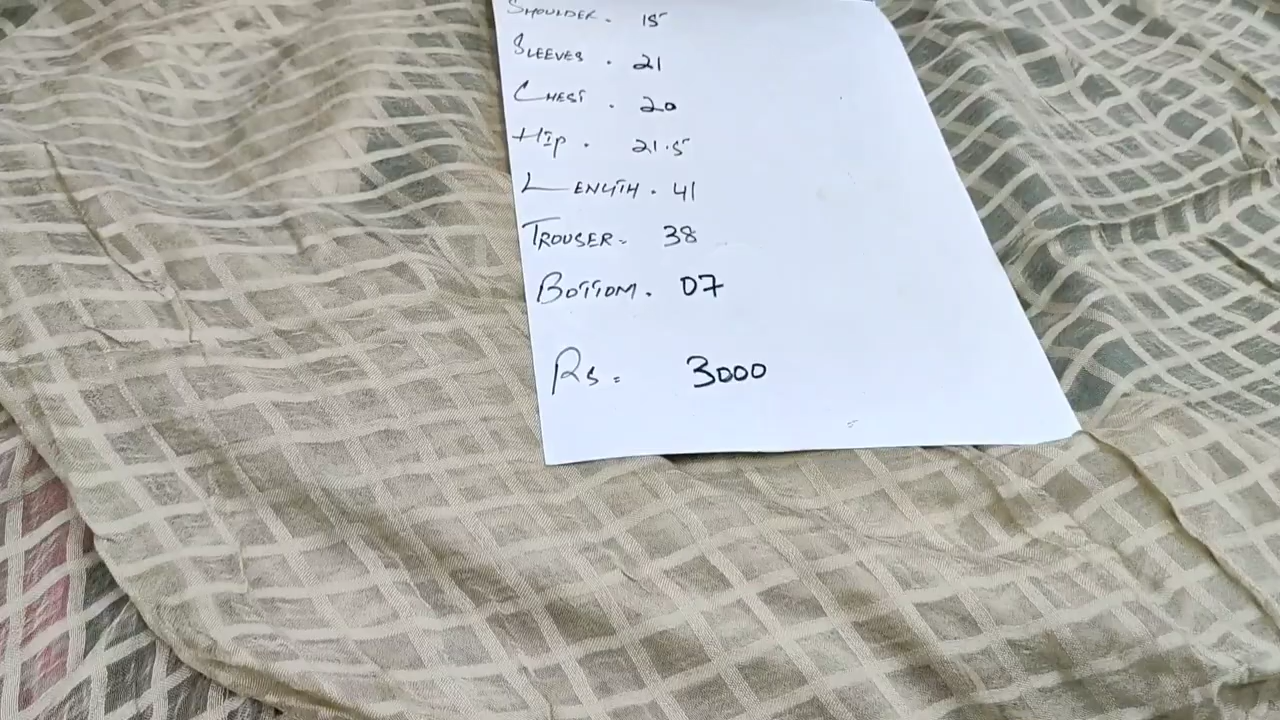 SHOULDER. 15
SLEEVES. 21
CHEST. 20
HIP. 21.5
LENGTH. 41
TROUSER. 38
BOTTOM. 07
Rs. 3000